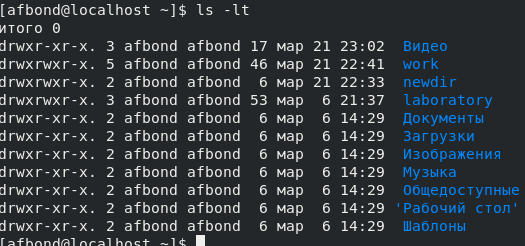 [afbond@localhost ~]$ ls -lt
итого 0
drwxr-xr-x. 3 afbond afbond 17 мар 21 23:02 Видео
drwxrwxr-x. 5 afbond afbond 46 мар 21 22:41 work
drwxrwxr-x. 2 afbond afbond  6 мар 21 22:33 newdir
drwxrwxr-x. 3 afbond afbond 53 мар  6 21:37 laboratory
drwxr-xr-x. 2 afbond afbond  6 мар  6 14:29 Документы
drwxr-xr-x. 2 afbond afbond  6 мар  6 14:29 Загрузки
drwxr-xr-x. 2 afbond afbond  6 мар  6 14:29 Изображения
drwxr-xr-x. 2 afbond afbond  6 мар  6 14:29 Музыка
drwxr-xr-x. 2 afbond afbond  6 мар  6 14:29 Общедоступные
drwxr-xr-x. 2 afbond afbond  6 мар  6 14:29 'Рабочий стол'
drwxr-xr-x. 2 afbond afbond  6 мар  6 14:29 Шаблоны
[afbond@localhost ~]$